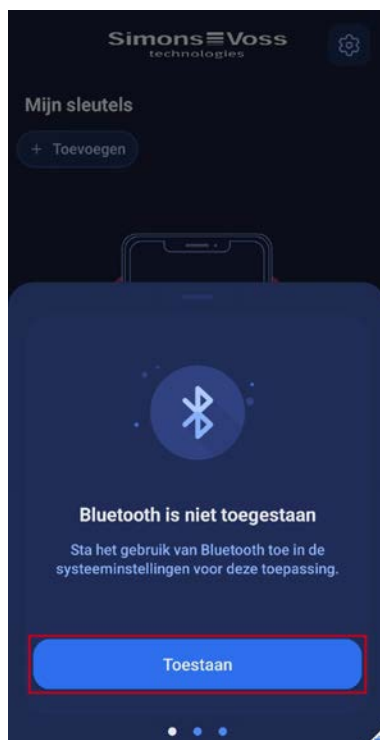 Simons Voss
technologies
Mijn sleutels
+ Toevoegen
Bluetooth is niet toegestaan
Sta het gebruik van Bluetooth toe in de
systeeminstellingen voor deze toepassing.
Toestaan